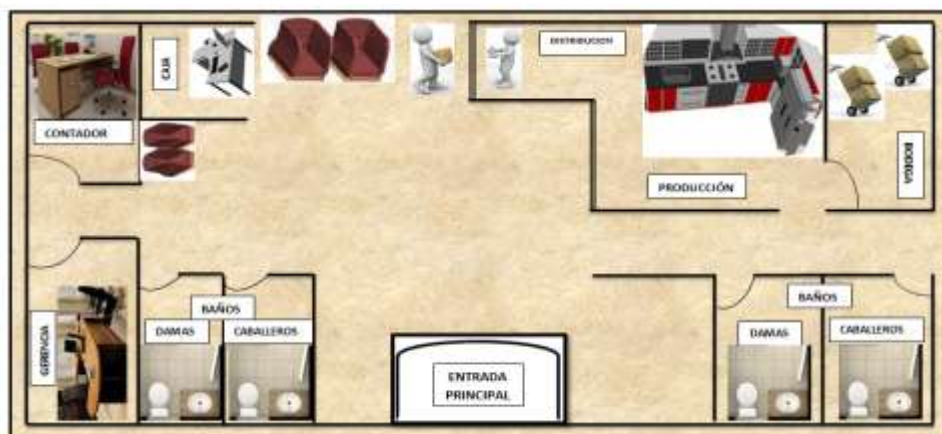 CAJA
DISTRIBUCION
CONTADOR
BODEGA
PRODUCCIÓN
GERENCIA
BAÑOS
DAMAS
CABALLEROS
ENTRADA
PRINCIPAL
BAÑOS
DAMAS
CABALLEROS